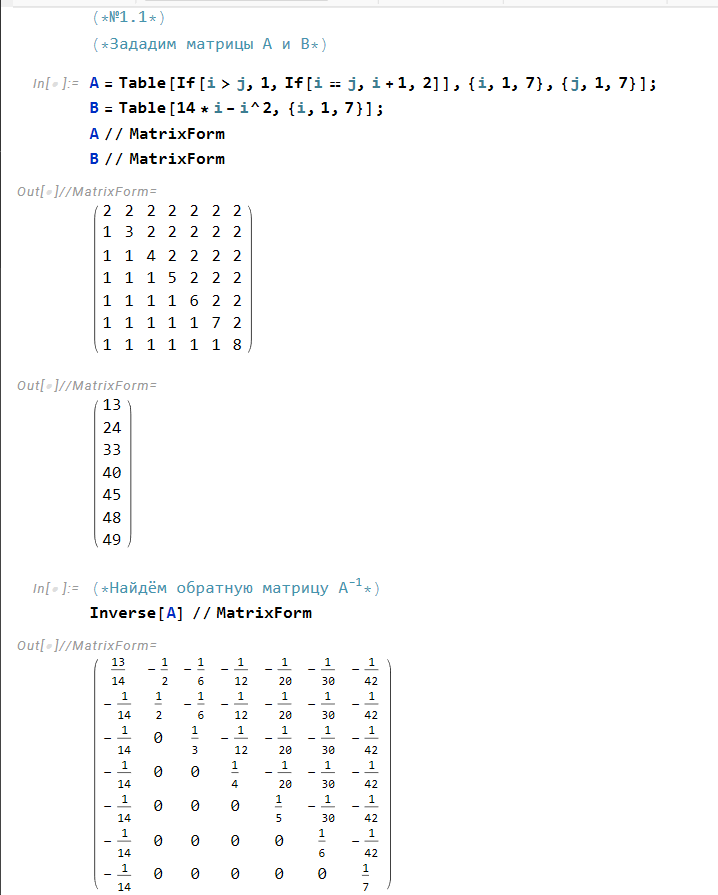 (*№1.1*)
(*Зададим матрицы A и B*)
In[ ]:= A = Table[If[i > j, 1, If[i == j, i + 1, 2]], {i, 1, 7}, {j, 1, 7}];
B = Table[14 * i - i^2, {i, 1, 7}];
A // MatrixForm
B // MatrixForm
Out[ ]//MatrixForm=
2 2 2 2 2 2 2
1 3 2 2 2 2 2
1 1 4 2 2 2 2
1 1 1 5 2 2 2
1 1 1 1 6 2 2
1 1 1 1 1 7 2
1 1 1 1 1 1 8
Out[ ]//MatrixForm=
13
24
33
40
45
48
49
In[ ]:= (*Найдём обратную матрицу A⁻¹*)
Inverse[A] // MatrixForm
Out[ ]//MatrixForm=
13/14 -1/2 -1/6 -1/12 -1/20 -1/30 -1/42
-1/14 1/2 -1/6 -1/12 -1/20 -1/30 -1/42
-1/14 0 1/3 -1/12 -1/20 -1/30 -1/42
-1/14 0 0 1/4 -1/20 -1/30 -1/42
-1/14 0 0 0 1/5 -1/30 -1/42
-1/14 0 0 0 0 1/6 -1/42
-1/14 0 0 0 0 0 1/7